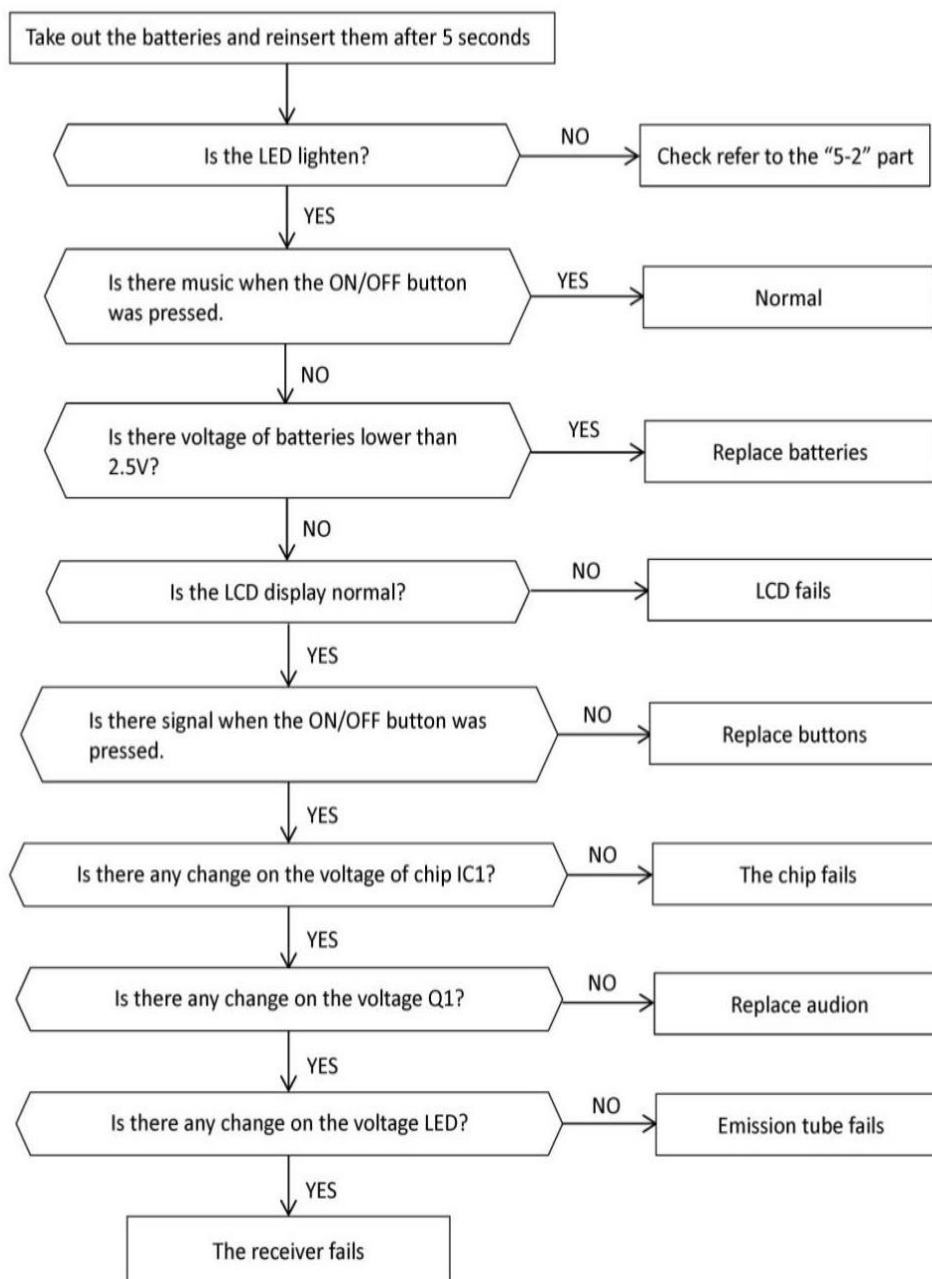 Take out the batteries and reinsert them after 5 seconds
Is the LED lighten?
NO
Check refer to the “5-2” part
YES
Is there music when the ON/OFF button
was pressed.
YES
Normal
NO
Is there voltage of batteries lower than
2.5V?
YES
Replace batteries
NO
Is the LCD display normal?
NO
LCD fails
YES
Is there signal when the ON/OFF button was
pressed.
NO
Replace buttons
YES
Is there any change on the voltage of chip IC1?
NO
The chip fails
YES
Is there any change on the voltage Q1?
NO
Replace audion
YES
Is there any change on the voltage LED?
NO
Emission tube fails
YES
The receiver fails